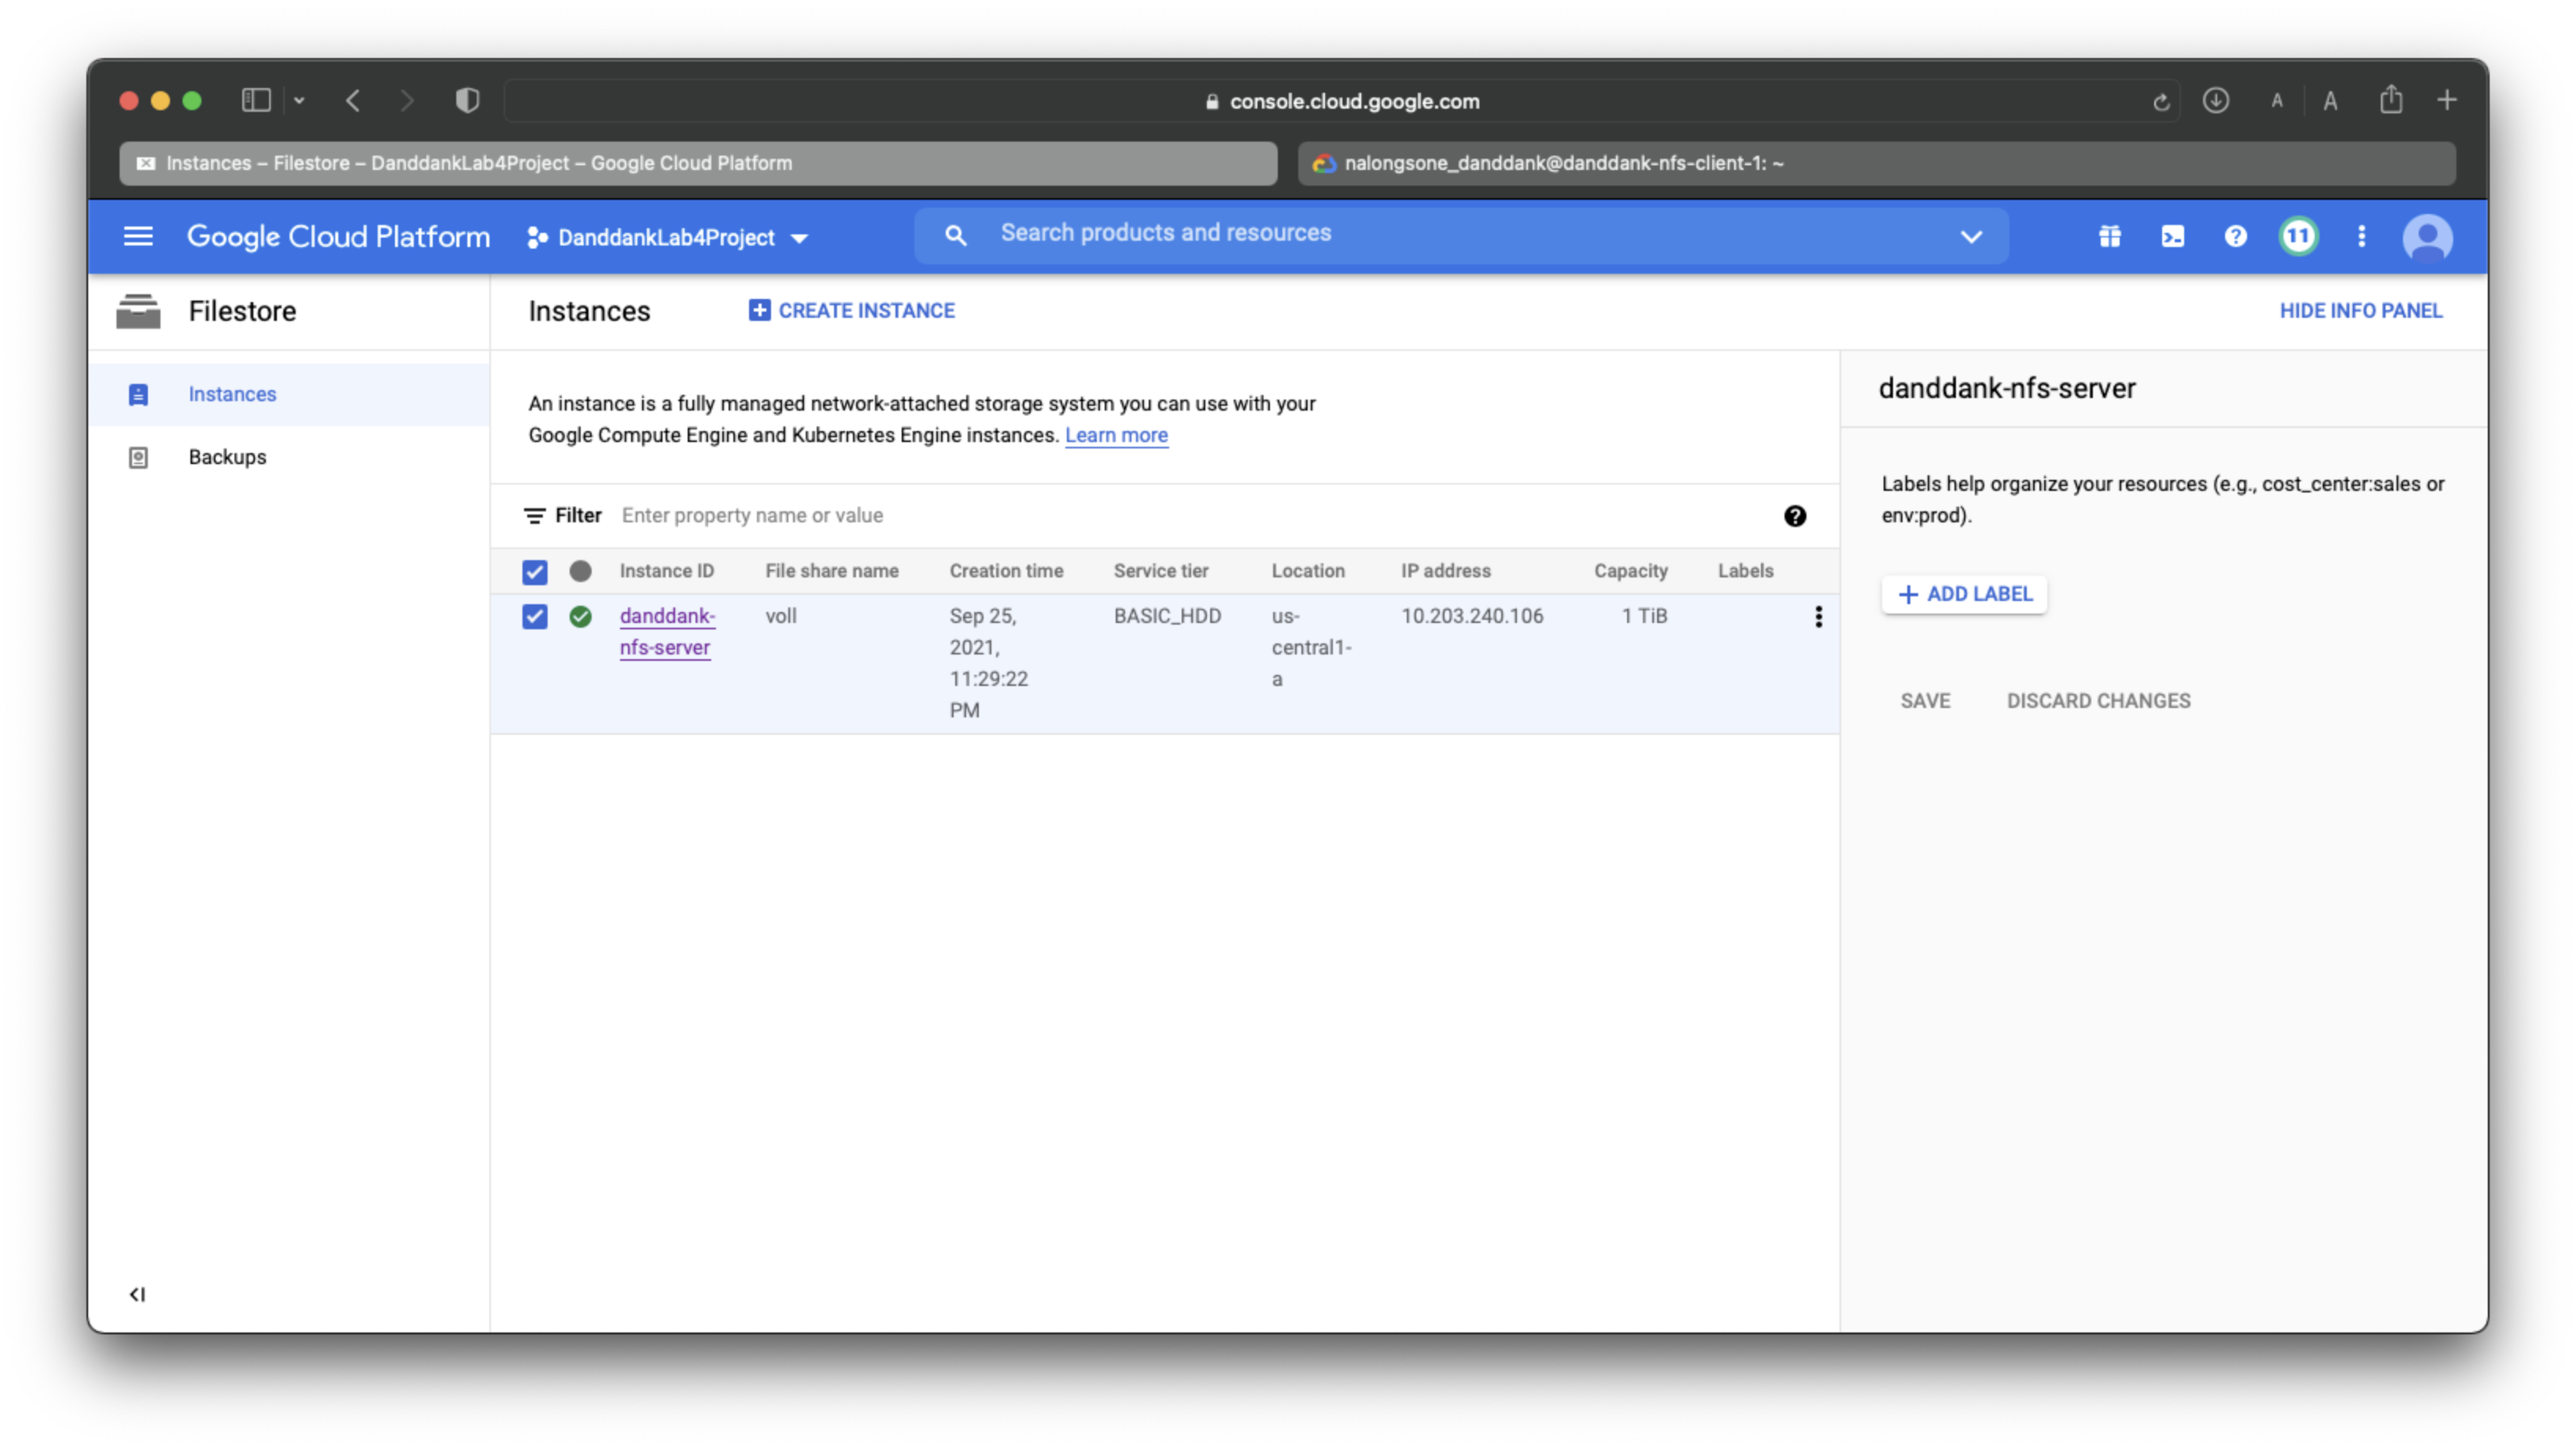 console.cloud.google.com
A A
Instances – Filestore – DanddankLab4Project – Google Cloud Platform
nalongsone_danddank@danddank-nfs-client-1: ~
Google Cloud Platform
DanddankLab4Project
Search products and resources
11
Filestore
Instances
CREATE INSTANCE
HIDE INFO PANEL
Instances
Backups
An instance is a fully managed network-attached storage system you can use with your
Google Compute Engine and Kubernetes Engine instances. Learn more
Filter Enter property name or value
Instance ID File share name Creation time Service tier Location IP address Capacity Labels
danddank- voll Sep 25, BASIC_HDD us- 10.203.240.106 1 TiB
nfs-server 2021, central1-
11:29:22 a
PM
danddank-nfs-server
Labels help organize your resources (e.g., cost_center:sales or
env:prod).
ADD LABEL
SAVE DISCARD CHANGES